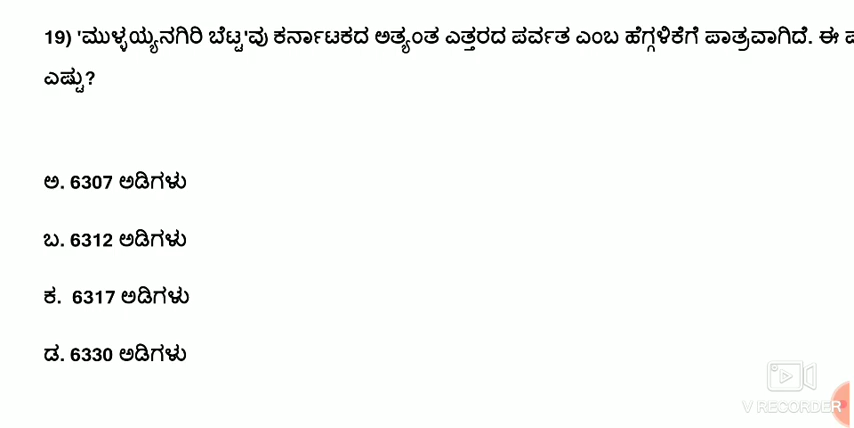 19) 'ಮುಳ್ಳಯ್ಯನಗಿರಿ ಬೆಟ್ಟ'ವು ಕರ್ನಾಟಕದ ಅತ್ಯಂತ ಎತ್ತರದ ಪರ್ವತ ಎಂಬ ಹೆಗ್ಗಳಿಕೆಗೆ ಪಾತ್ರವಾಗಿದೆ. ಈ
ಎಷ್ಟು?
ಅ. 6307 ಅಡಿಗಳು
ಬ. 6312 ಅಡಿಗಳು
ಕ. 6317 ಅಡಿಗಳು
ಡ. 6330 ಅಡಿಗಳು
V RECORDER